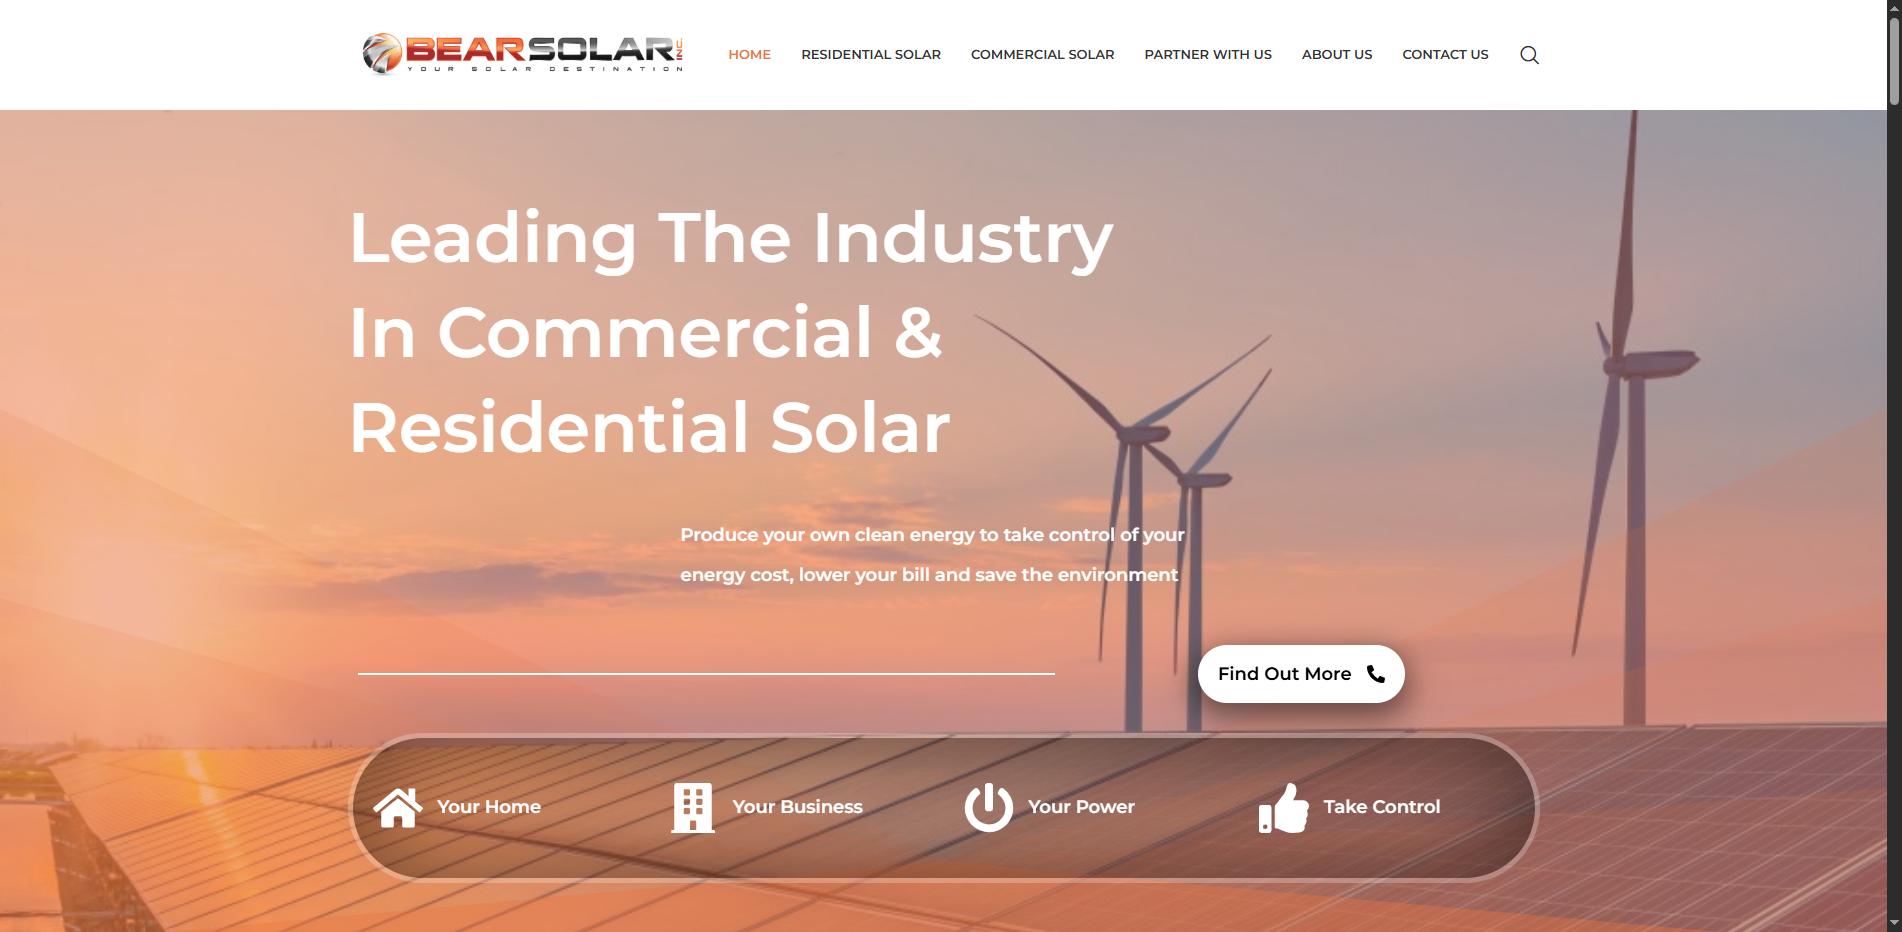 BEARSOLAR INC.
YOUR SOLAR DESTINATION
HOME
RESIDENTIAL SOLAR
COMMERCIAL SOLAR
PARTNER WITH US
ABOUT US
CONTACT US
Leading The Industry
In Commercial &
Residential Solar
Produce your own clean energy to take control of your
energy cost, lower your bill and save the environment
Find Out More
Your Home
Your Business
Your Power
Take Control